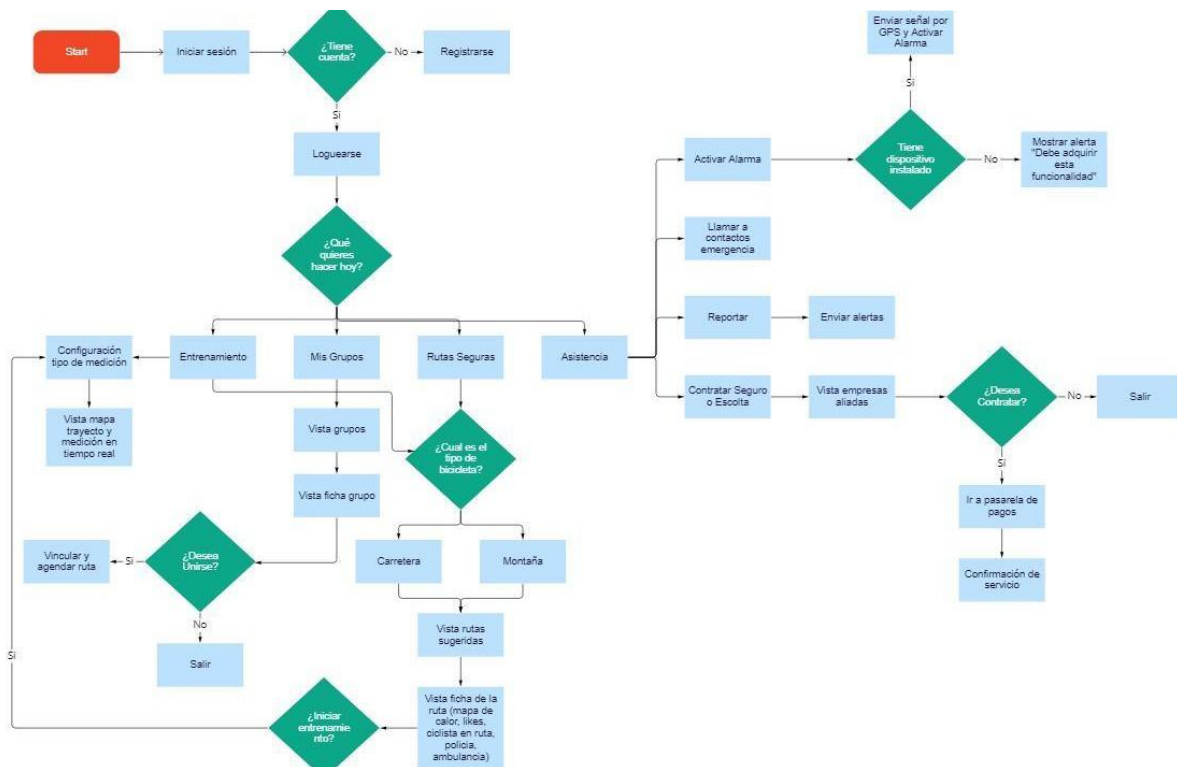 Start
Iniciar sesión
¿Tiene
cuenta?
No
Registrarse
Si
Loguearse
¿Qué
quieres
hacer hoy?
Entrenamiento
Mis Grupos
Rutas Seguras
Asistencia
Configuración
tipo de medición
Vista mapa
trayecto y
medición en
tiempo real
Vista grupos
Vista ficha grupo
¿Desea
Unirse?
Si
Vincular y
agendar ruta
No
Salir
¿Cual es el
tipo de
bicicleta?
Carretera
Montaña
Vista rutas
sugeridas
Vista ficha de la
ruta (mapa de
calor, likes,
ciclista en ruta,
policia,
ambulancia)
¿Iniciar
entrenamie
nto?
Si
Activar Alarma
Tiene
dispositivo
instalado
Si
Enviar señal por
GPS y Activar
Alarma
No
Mostrar alerta
"Debe adquirir
esta
funcionalidad"
Llamar a
contactos
emergencia
Reportar
Enviar alertas
Contratar Seguro
o Escolta
Vista empresas
aliadas
¿Desea
Contratar?
No
Salir
Si
Ir a pasarela de
pagos
Confirmación de
servicio